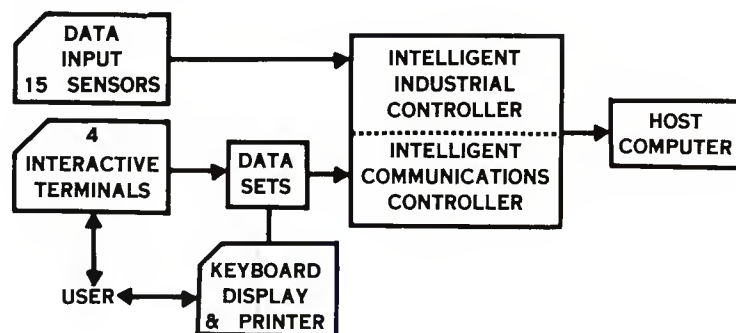 DATA
INPUT
15 SENSORS
4
INTERACTIVE
TERMINALS
DATA
SETS
USER
KEYBOARD
DISPLAY
& PRINTER
INTELLIGENT
INDUSTRIAL
CONTROLLER
INTELLIGENT
COMMUNICATIONS
CONTROLLER
HOST
COMPUTER